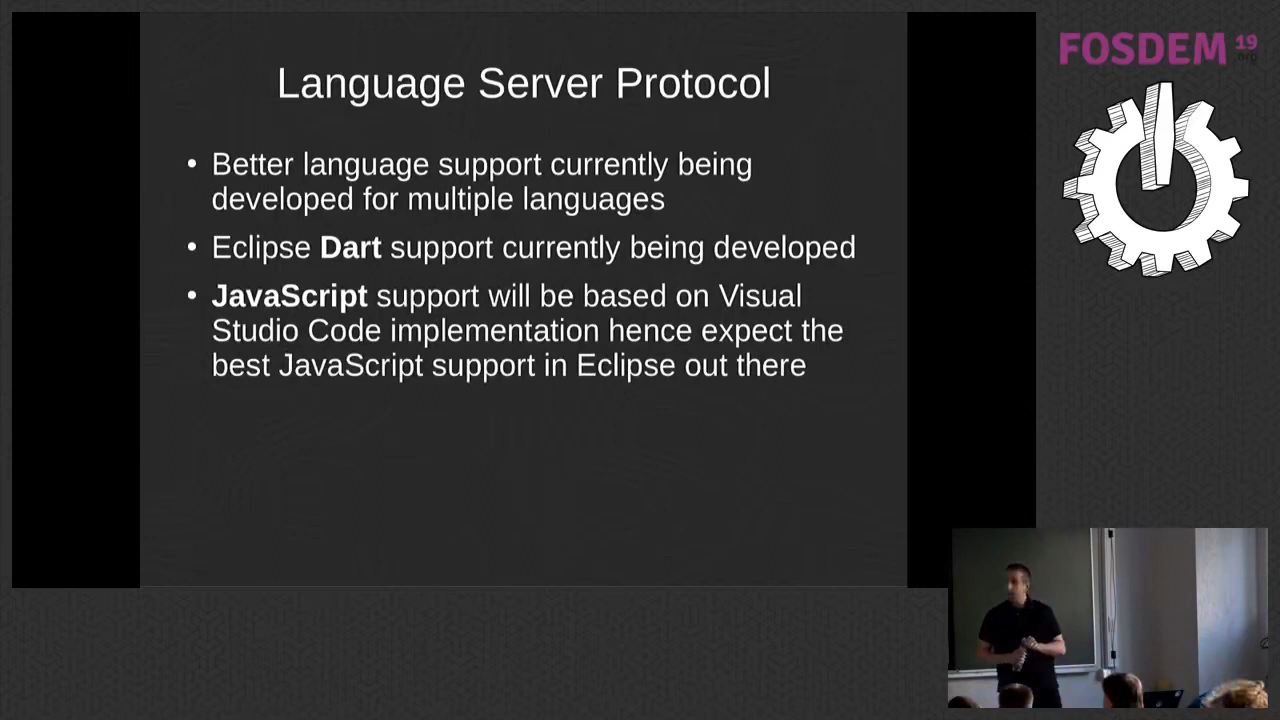 Language Server Protocol
• Better language support currently being
developed for multiple languages
• Eclipse Dart support currently being developed
• JavaScript support will be based on Visual
Studio Code implementation hence expect the
best JavaScript support in Eclipse out there
FOSDEM 19
.org